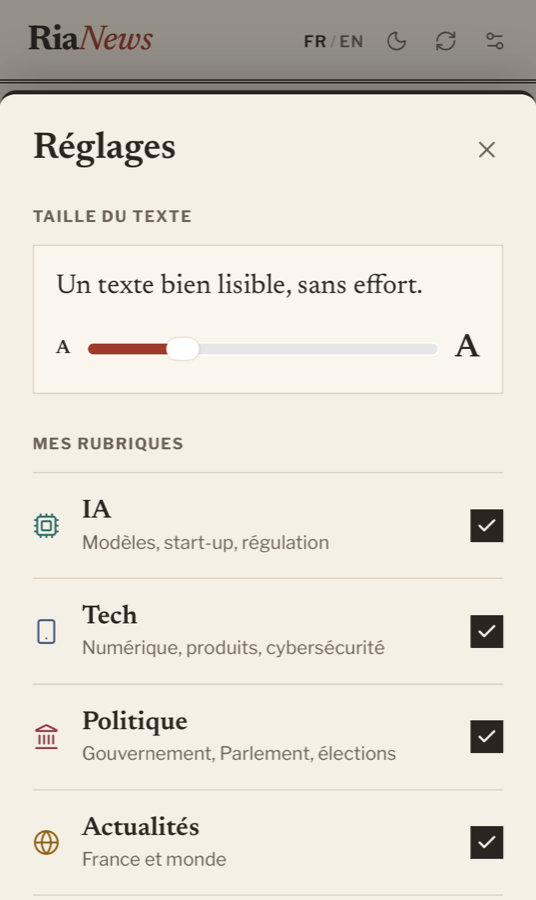 RiaNews
FR / EN
Réglages
TAILLE DU TEXTE
Un texte bien lisible, sans effort.
A A
MES RUBRIQUES
IA
Modèles, start-up, régulation
Tech
Numérique, produits, cybersécurité
Politique
Gouvernement, Parlement, élections
Actualités
France et monde